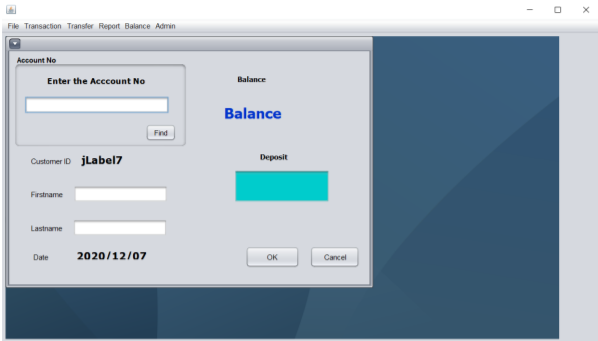 File Transaction Transfer Report Balance Admin
Account No
Enter the Acccount No
Find
Customer ID jLabel7
Firstname
Lastname
Date 2020/12/07
Balance
Balance
Deposit
OK Cancel